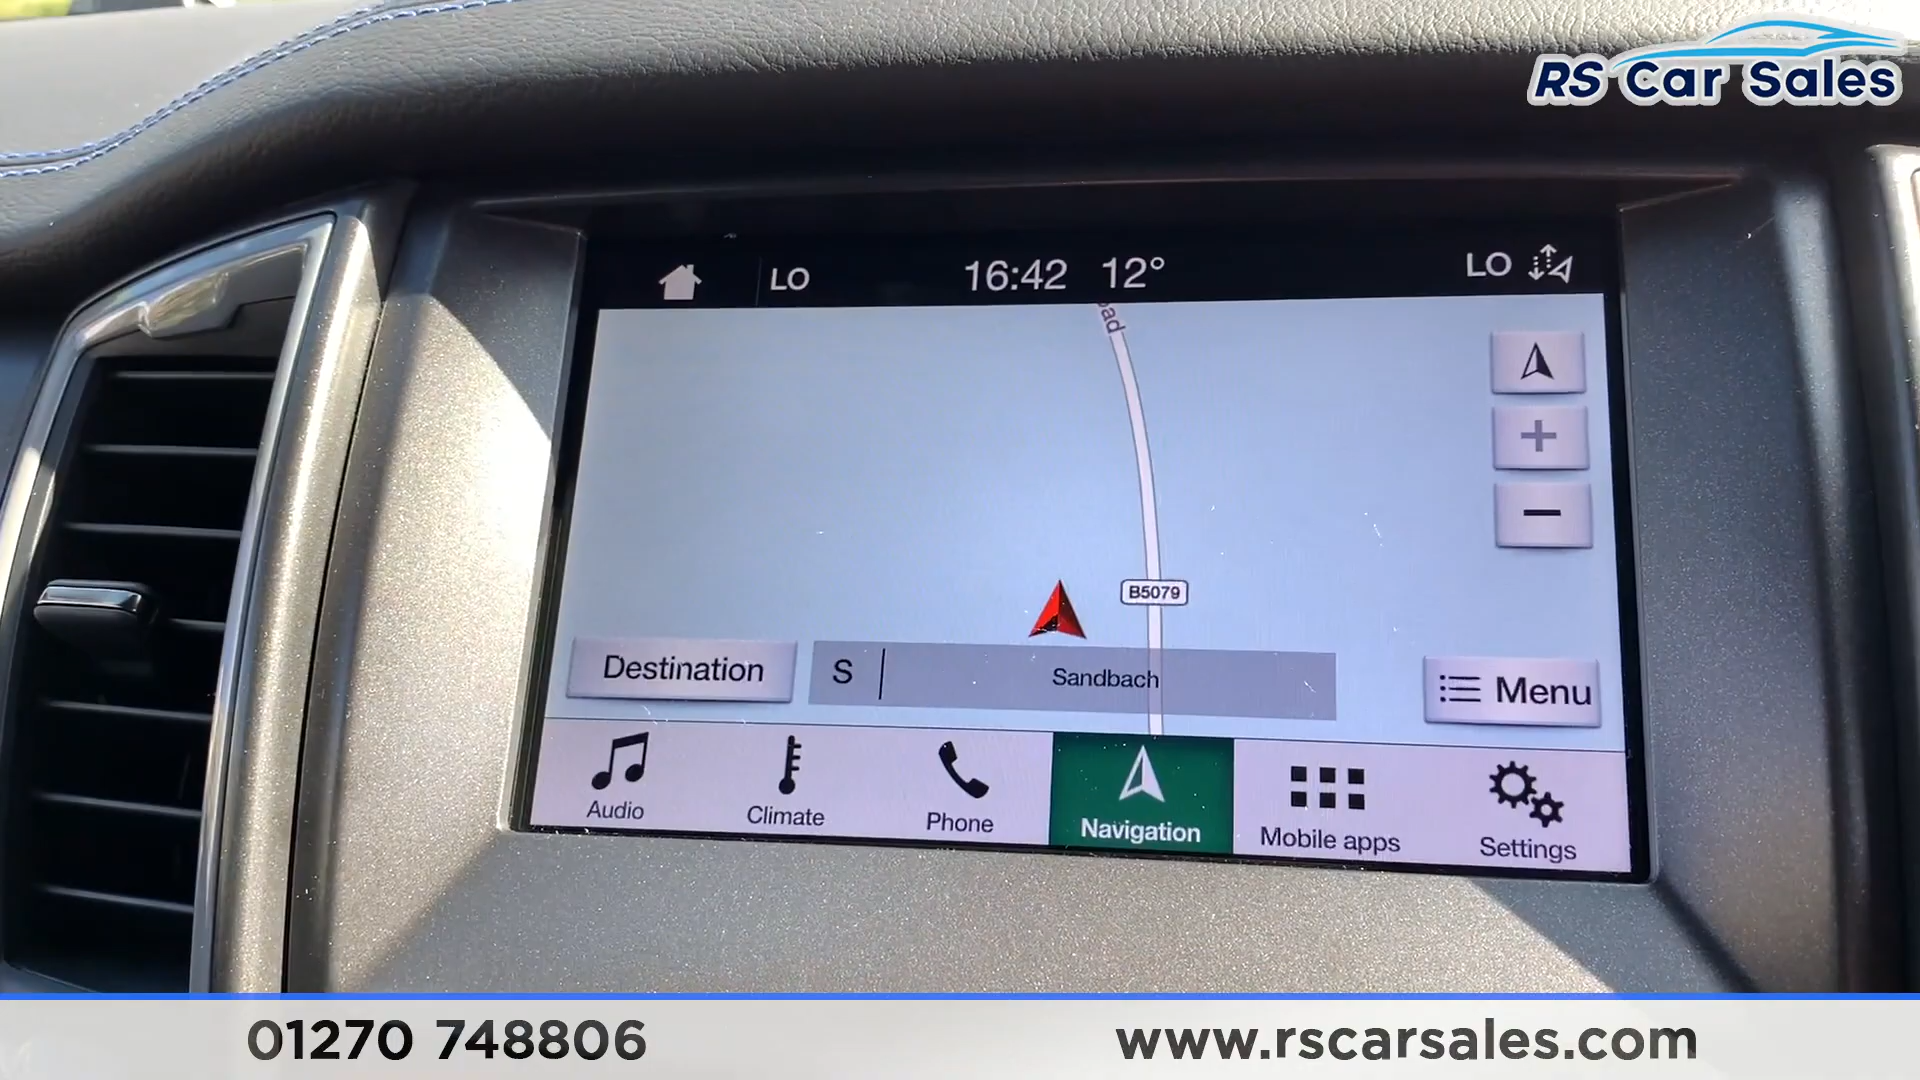 RS Car Sales
LO 16:42 12° LO
ad
B5079
Destination S Sandbach Menu
Audio Climate Phone Navigation Mobile apps Settings
01270 748806 www.rscarsales.com